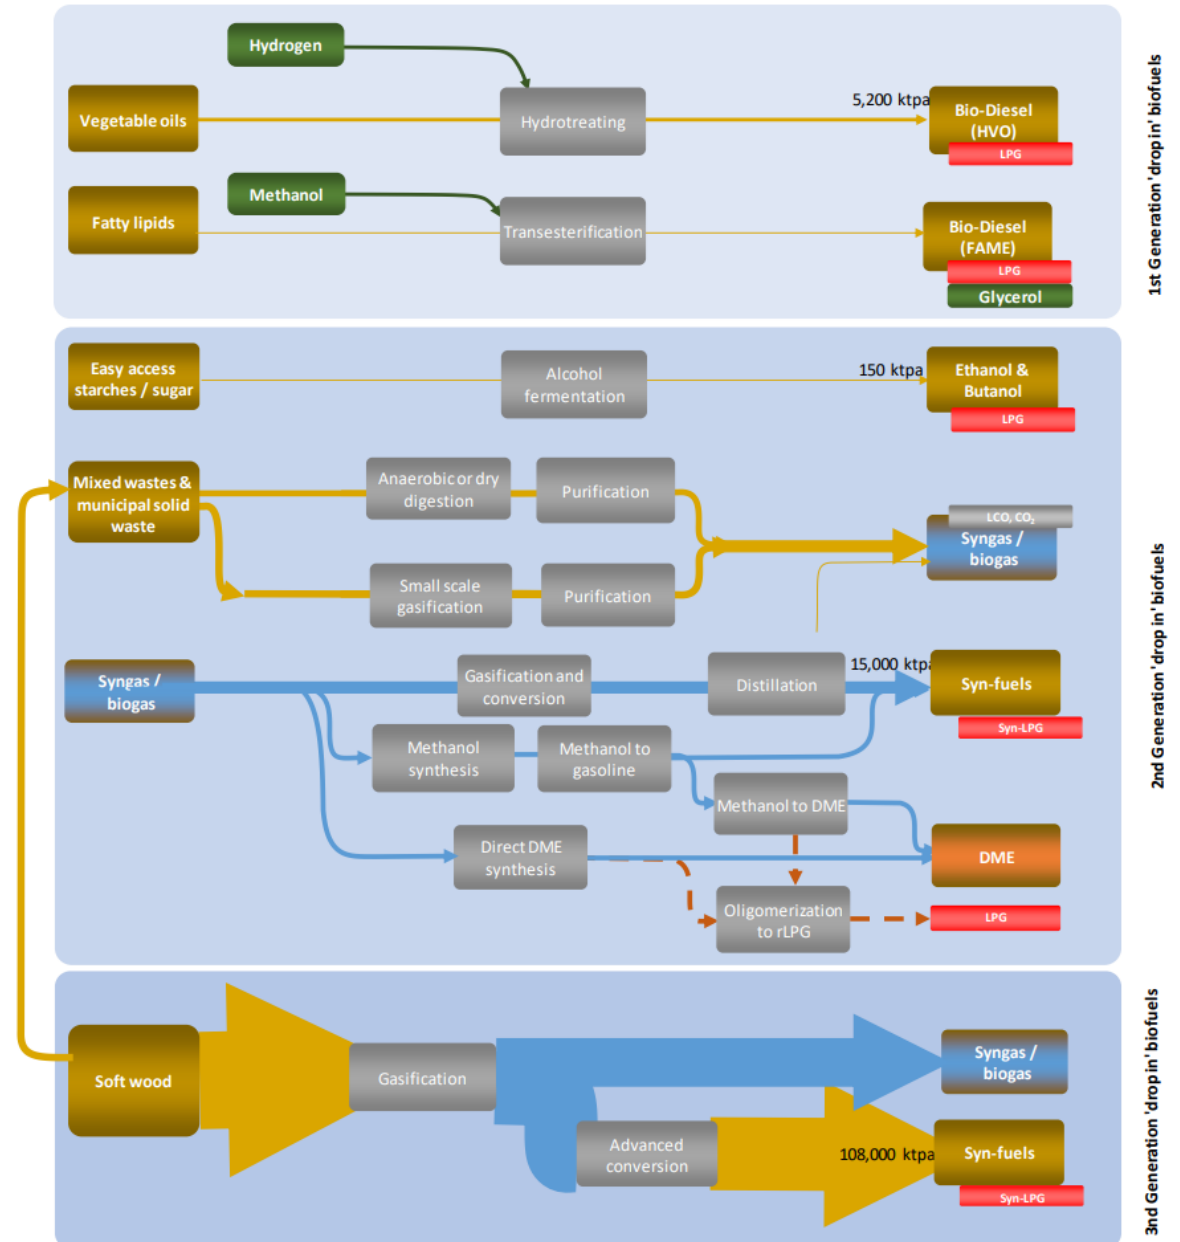 Hydrogen
Vegetable oils
Hydrotreating
5,200 ktpa
Bio-Diesel
(HVO)
LPG
Methanol
Fatty lipids
Transesterification
Bio-Diesel
(FAME)
LPG
Glycerol
1st Generation 'drop in' biofuels
Easy access
starches / sugar
Alcohol
fermentation
150 ktpa
Ethanol &
Butanol
LPG
Mixed wastes &
municipal solid
waste
Anaerobic or dry
digestion
Purification
Small scale
gasification
Purification
LCO, CO₂
Syngas /
biogas
Syngas /
biogas
Gasification and
conversion
Distillation
15,000 ktpa
Syn-fuels
Syn-LPG
Methanol
synthesis
Methanol to
gasoline
Methanol to DME
Direct DME
synthesis
DME
Oligomerization
to rLPG
LPG
2nd Generation 'drop in' biofuels
Soft wood
Gasification
Syngas /
biogas
Advanced
conversion
108,000 ktpa
Syn-fuels
Syn-LPG
3nd Generation 'drop in' biofuels